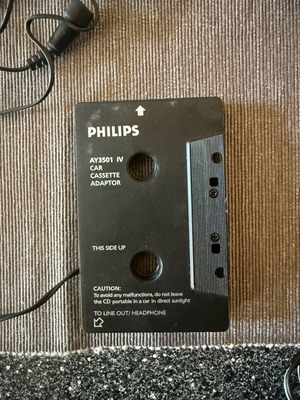 PHILIPS
AY3501 IV
CAR
CASSETTE
ADAPTOR
THIS SIDE UP
CAUTION:
To avoid any malfunctions, do not leave
the CD portable in a car in direct sunlight
TO LINE OUT/ HEADPHONE